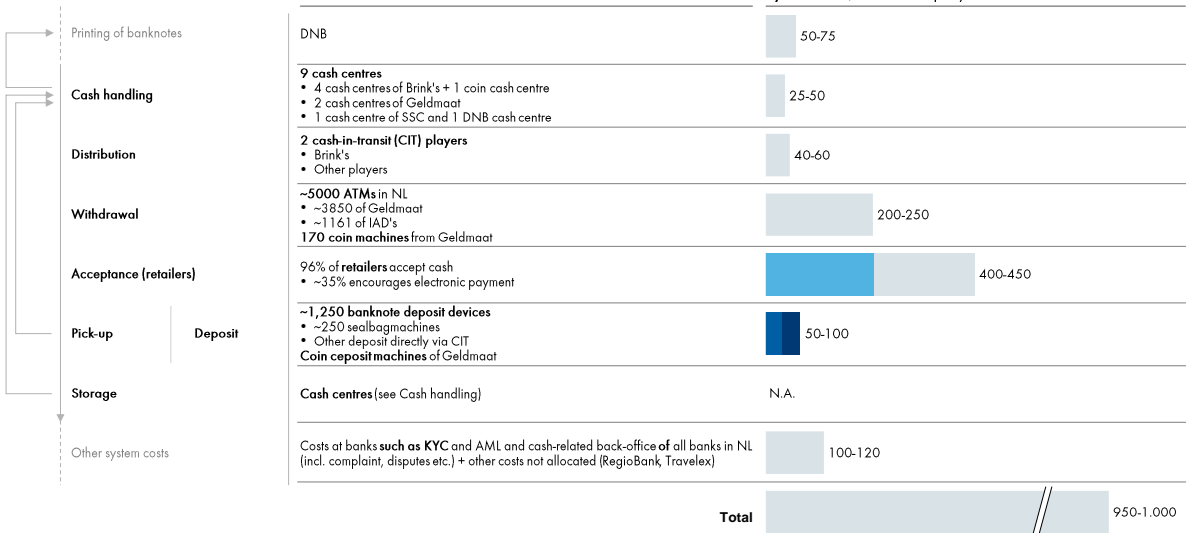 Printing of banknotes
DNB
50-75
Cash handling
9 cash centres
• 4 cash centres of Brink's + 1 coin cash centre
• 2 cash centres of Geldmaat
• 1 cash centre of SSC and 1 DNB cash centre
25-50
Distribution
2 cash-in-transit (CIT) players
• Brink's
• Other players
40-60
Withdrawal
~5000 ATMs in NL
• ~3850 of Geldmaat
• ~1161 of IAD's
170 coin machines from Geldmaat
200-250
Acceptance (retailers)
96% of retailers accept cash
• ~35% encourages electronic payment
400-450
Pick-up
Deposit
~1,250 banknote deposit devices
• ~250 sealbagmachines
• Other deposit directly via CIT
Coin ceposit machines of Geldmaat
50-100
Storage
Cash centres (see Cash handling)
N.A.
Other system costs
Costs at banks such as KYC and AML and cash-related back-office of all banks in NL
(incl. complaint, disputes etc.) + other costs not allocated (RegioBank, Travelex)
100-120
Total
950-1.000